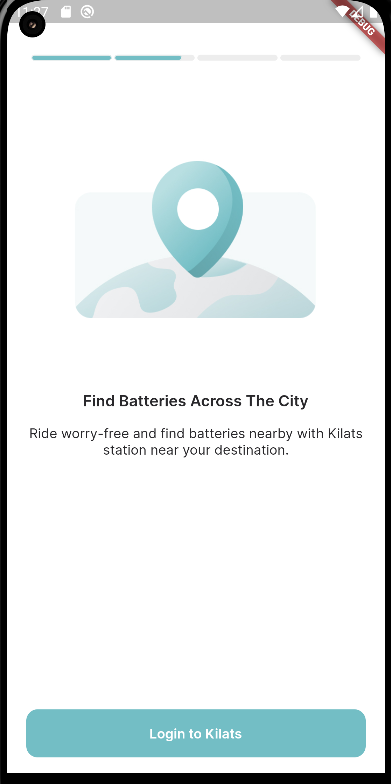 11:27
DEBUG
Find Batteries Across The City
Ride worry-free and find batteries nearby with Kilats
station near your destination.
Login to Kilats